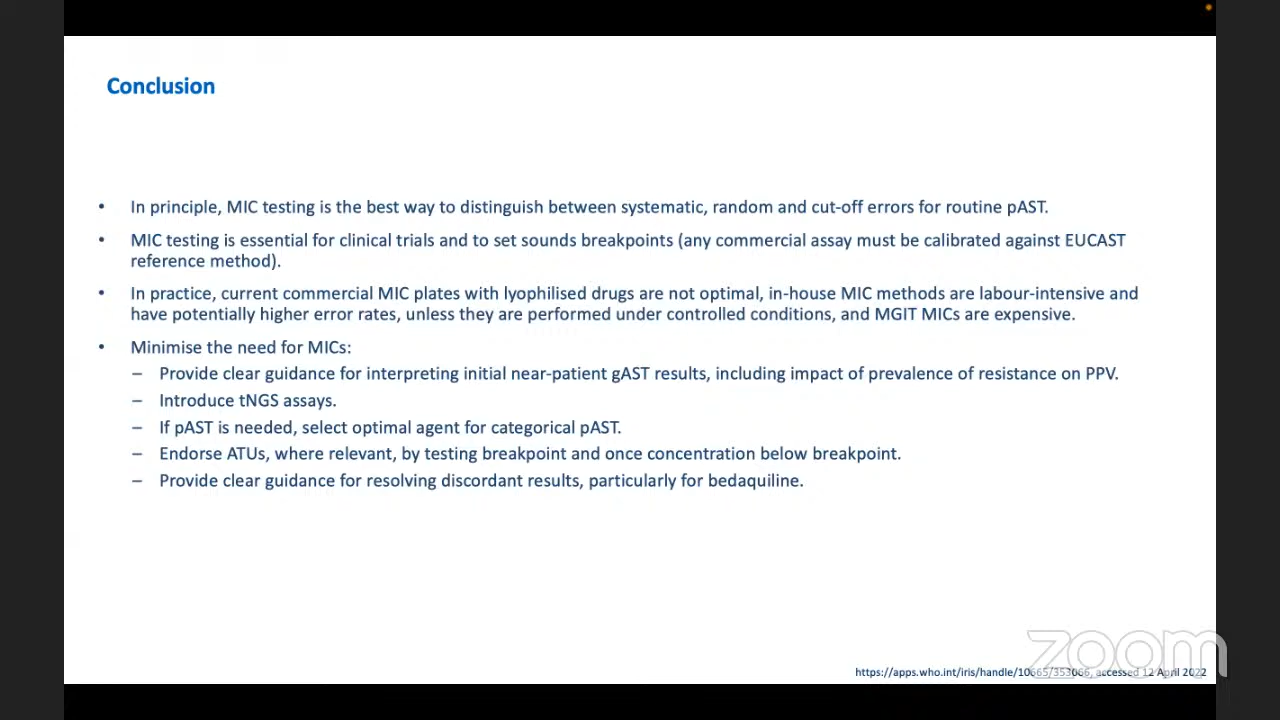 Conclusion
• In principle, MIC testing is the best way to distinguish between systematic, random and cut-off errors for routine pAST.
• MIC testing is essential for clinical trials and to set sounds breakpoints (any commercial assay must be calibrated against EUCAST
reference method).
• In practice, current commercial MIC plates with lyophilised drugs are not optimal, in-house MIC methods are labour-intensive and
have potentially higher error rates, unless they are performed under controlled conditions, and MGIT MICs are expensive.
• Minimise the need for MICs:
– Provide clear guidance for interpreting initial near-patient gAST results, including impact of prevalence of resistance on PPV.
– Introduce tNGS assays.
– If pAST is needed, select optimal agent for categorical pAST.
– Endorse ATUs, where relevant, by testing breakpoint and once concentration below breakpoint.
– Provide clear guidance for resolving discordant results, particularly for bedaquiline.
zoom
https://apps.who.int/iris/handle/10665/353066, accessed 12 April 2022